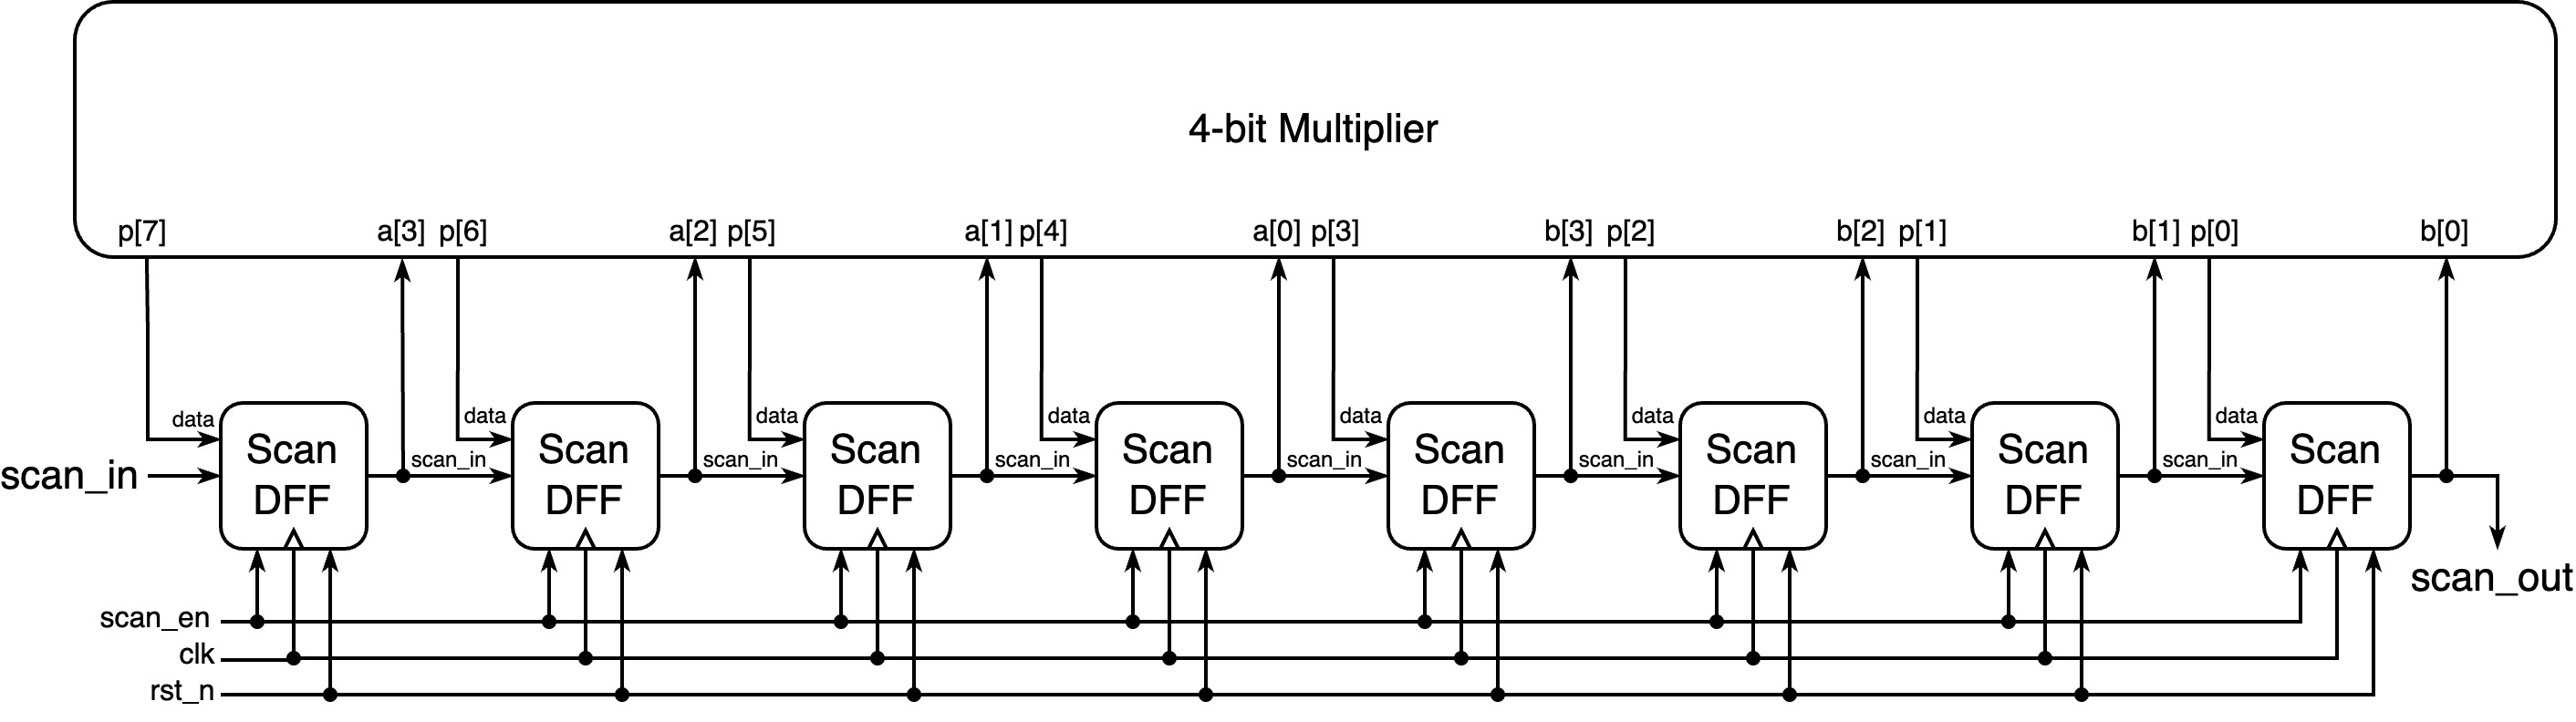 4-bit Multiplier
p[7] a[3] p[6] a[2] p[5] a[1] p[4] a[0] p[3] b[3] p[2] b[2] p[1] b[1] p[0] b[0]
data data data data data data data data
scan_in scan_in scan_in scan_in scan_in scan_in scan_in scan_in
Scan Scan Scan Scan Scan Scan Scan Scan
DFF DFF DFF DFF DFF DFF DFF DFF
scan_out
scan_en
clk
rst_n